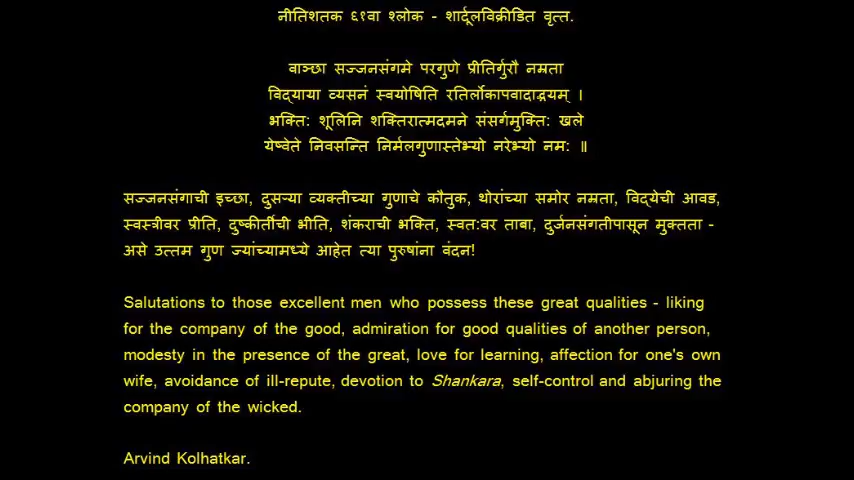 नीतिशतक ६१वा श्लोक - शार्दूलविक्रीडित वृत्त.
वाञ्छा सज्जनसंगमे परगुणे प्रीतिर्गुरौ नम्रता
विद्याया व्यसनं स्वयोषिति रतिर्लोकापवादाद्भयम् ।
भक्ति: शूलिनि शक्तिरात्मदमने संसर्गमुक्ति: खले
येष्वेते निवसन्ति निर्मलगुणास्तेभ्यो नरेभ्यो नम: ॥
सज्जनसंगाची इच्छा, दुसऱ्या व्यक्तीच्या गुणाचे कौतुक, थोरांच्या समोर नम्रता, विद्येची आवड,
स्वस्त्रीवर प्रीति, दुष्कीर्तीची भीति, शंकराची भक्ति, स्वत:वर ताबा, दुर्जनसंगतीपासून मुक्तता -
असे उत्तम गुण ज्यांच्यामध्ये आहेत त्या पुरुषांना वंदन!
Salutations to those excellent men who possess these great qualities - liking
for the company of the good, admiration for good qualities of another person,
modesty in the presence of the great, love for learning, affection for one's own
wife, avoidance of ill-repute, devotion to Shankara, self-control and abjuring the
company of the wicked.
Arvind Kolhatkar.